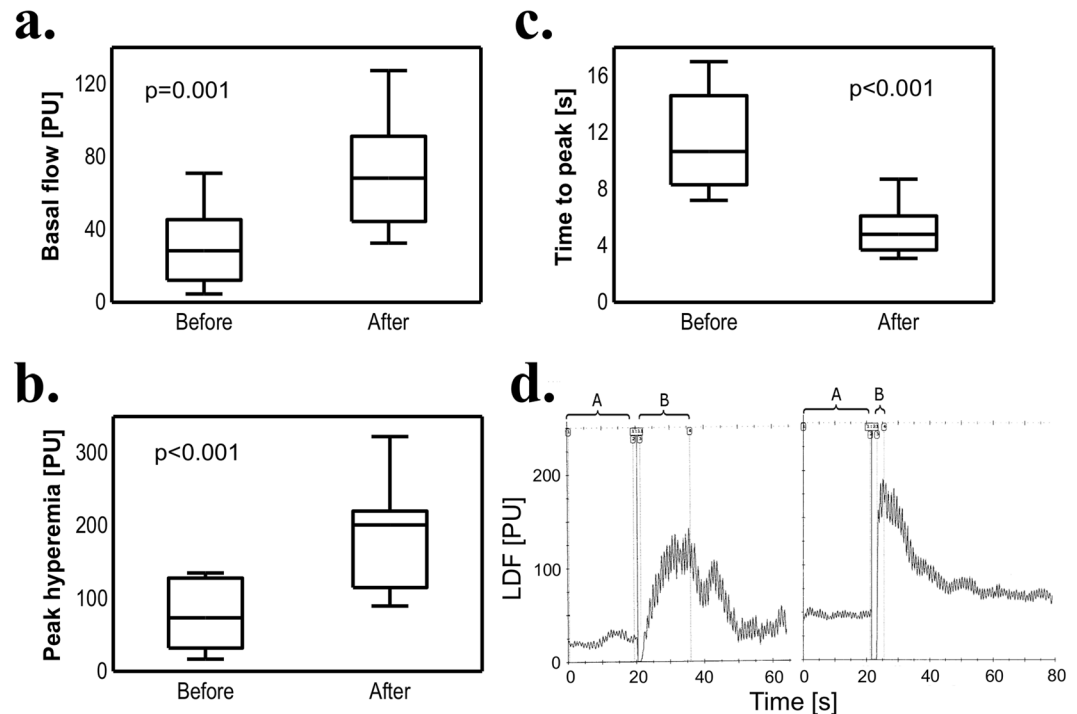 a.
Basal flow [PU]
120
80
40
0
p=0.001
Before After
b.
Peak hyperemia [PU]
300
200
100
0
p<0.001
Before After
c.
Time to peak [s]
16
12
8
4
0
p<0.001
Before After
d.
A B A B
LDF [PU]
200
100
0
0 20 40 60 0 20 40 60 80
Time [s]